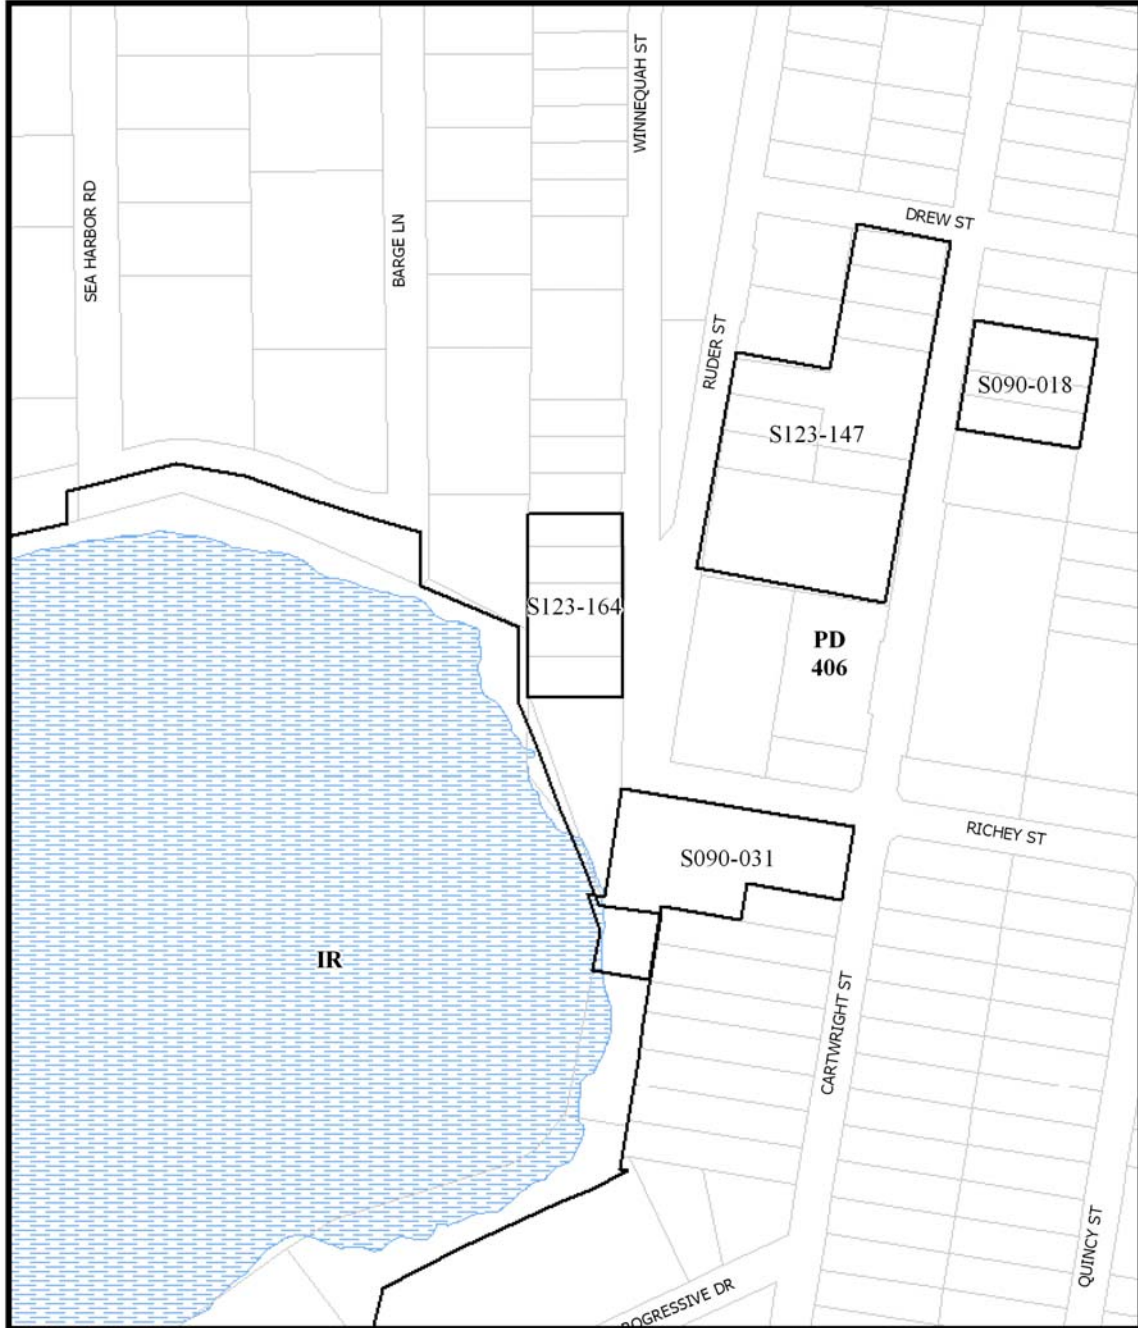 WINNEQUAH ST
DREW ST
SEA HARBOR RD
BARGE LN
RUDER ST
S090-018
S123-147
S123-164
PD
406
RICHEY ST
S090-031
IR
CARTWRIGHT ST
QUINCY ST
ROGRESSIVE DR